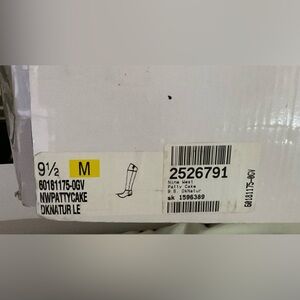 9½ M
60181175-0GV
NWPATTYCAKE
DKNATUR LE
2526791
Nine West
Patty Cake
9.5 DkNatur
sk 1596389
60181175-0GV